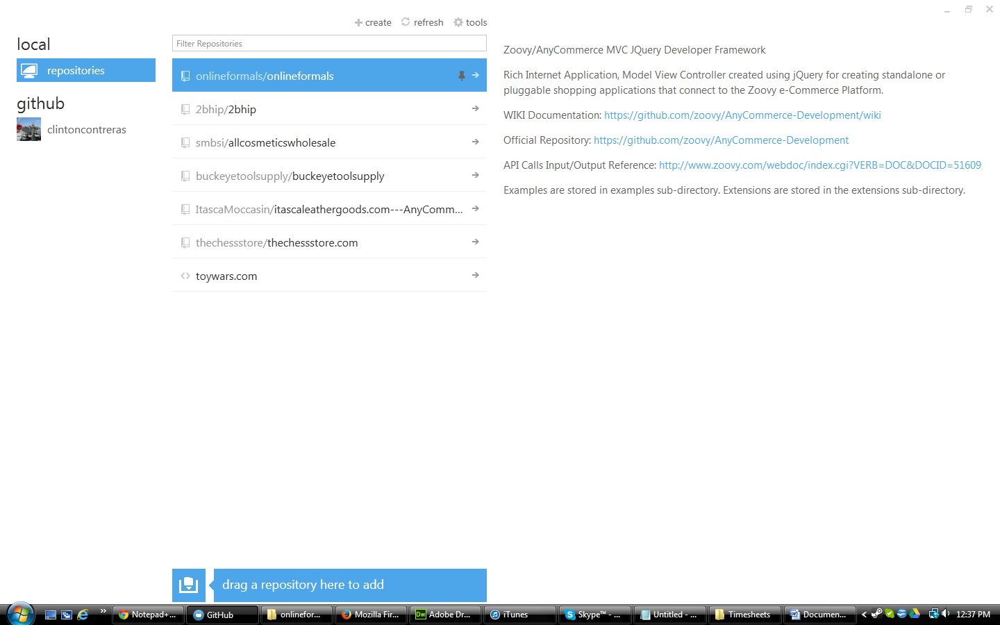 create refresh tools
local
repositories
github
clintoncontreras
Filter Repositories
onlineformals/onlineformals
2bhip/2bhip
smbsi/allcosmeticswholesale
buckeyetoolsupply/buckeyetoolsupply
ItascaMoccasin/itascaleathergoods.com---AnyComm...
thechessstore/thechessstore.com
toywars.com
drag a repository here to add
Zoovy/AnyCommerce MVC JQuery Developer Framework
Rich Internet Application, Model View Controller created using jQuery for creating standalone or
pluggable shopping applications that connect to the Zoovy e-Commerce Platform.
WIKI Documentation: https://github.com/zoovy/AnyCommerce-Development/wiki
Official Repository: https://github.com/zoovy/AnyCommerce-Development
API Calls Input/Output Reference: http://www.zoovy.com/webdoc/index.cgi?VERB=DOC&DOCID=51609
Examples are stored in examples sub-directory. Extensions are stored in the extensions sub-directory.
» Notepad+... GitHub onlinefor... Mozilla Fir... Dw Adobe Dr... iTunes Skype™ - ... Untitled - ... Timesheets Documen... 12:37 PM